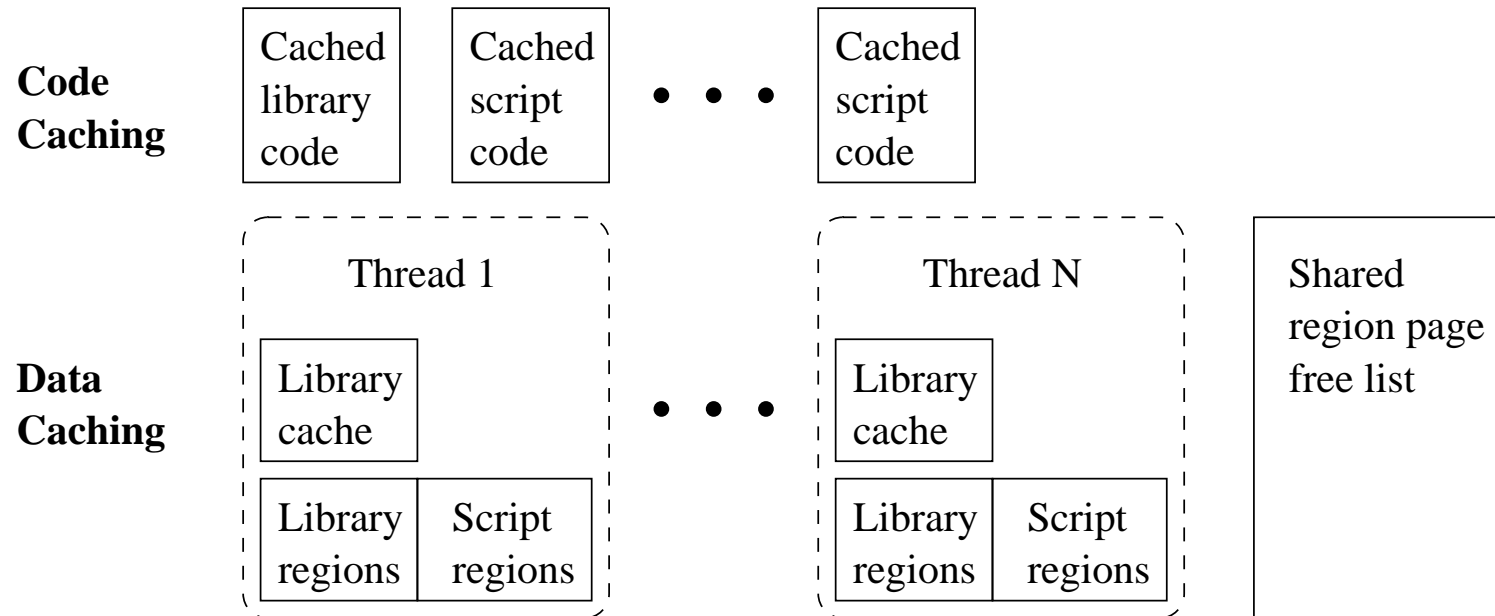 Code
Caching
Cached
library
code
Cached
script
code
• • •
Cached
script
code
Data
Caching
Thread 1
Library
cache
Library
regions
Script
regions
• • •
Thread N
Library
cache
Library
regions
Script
regions
Shared
region page
free list